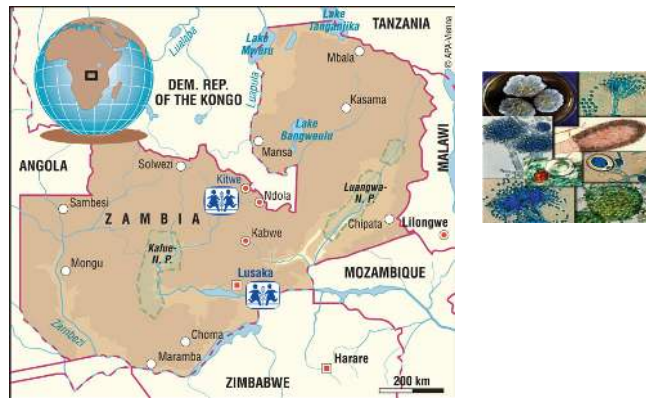 Lake
Tanganjika
TANZANIA
Lake
Mweru
Lualaba
Mbala
© APA-Vienna
DEM. REP.
OF THE KONGO
Luapula
Kasama
Lake
Bangweulu
Mansa
MALAWI
ANGOLA
Solwezi
Kitwe
Ndola
Luangwa-
N. P.
Sambesi
ZAMBIA
Chipata
Lilongwe
Kafue-
N. P.
Kabwe
Mongu
Lusaka
MOZAMBIQUE
Zambezi
Choma
Maramba
Harare
ZIMBABWE
200 km